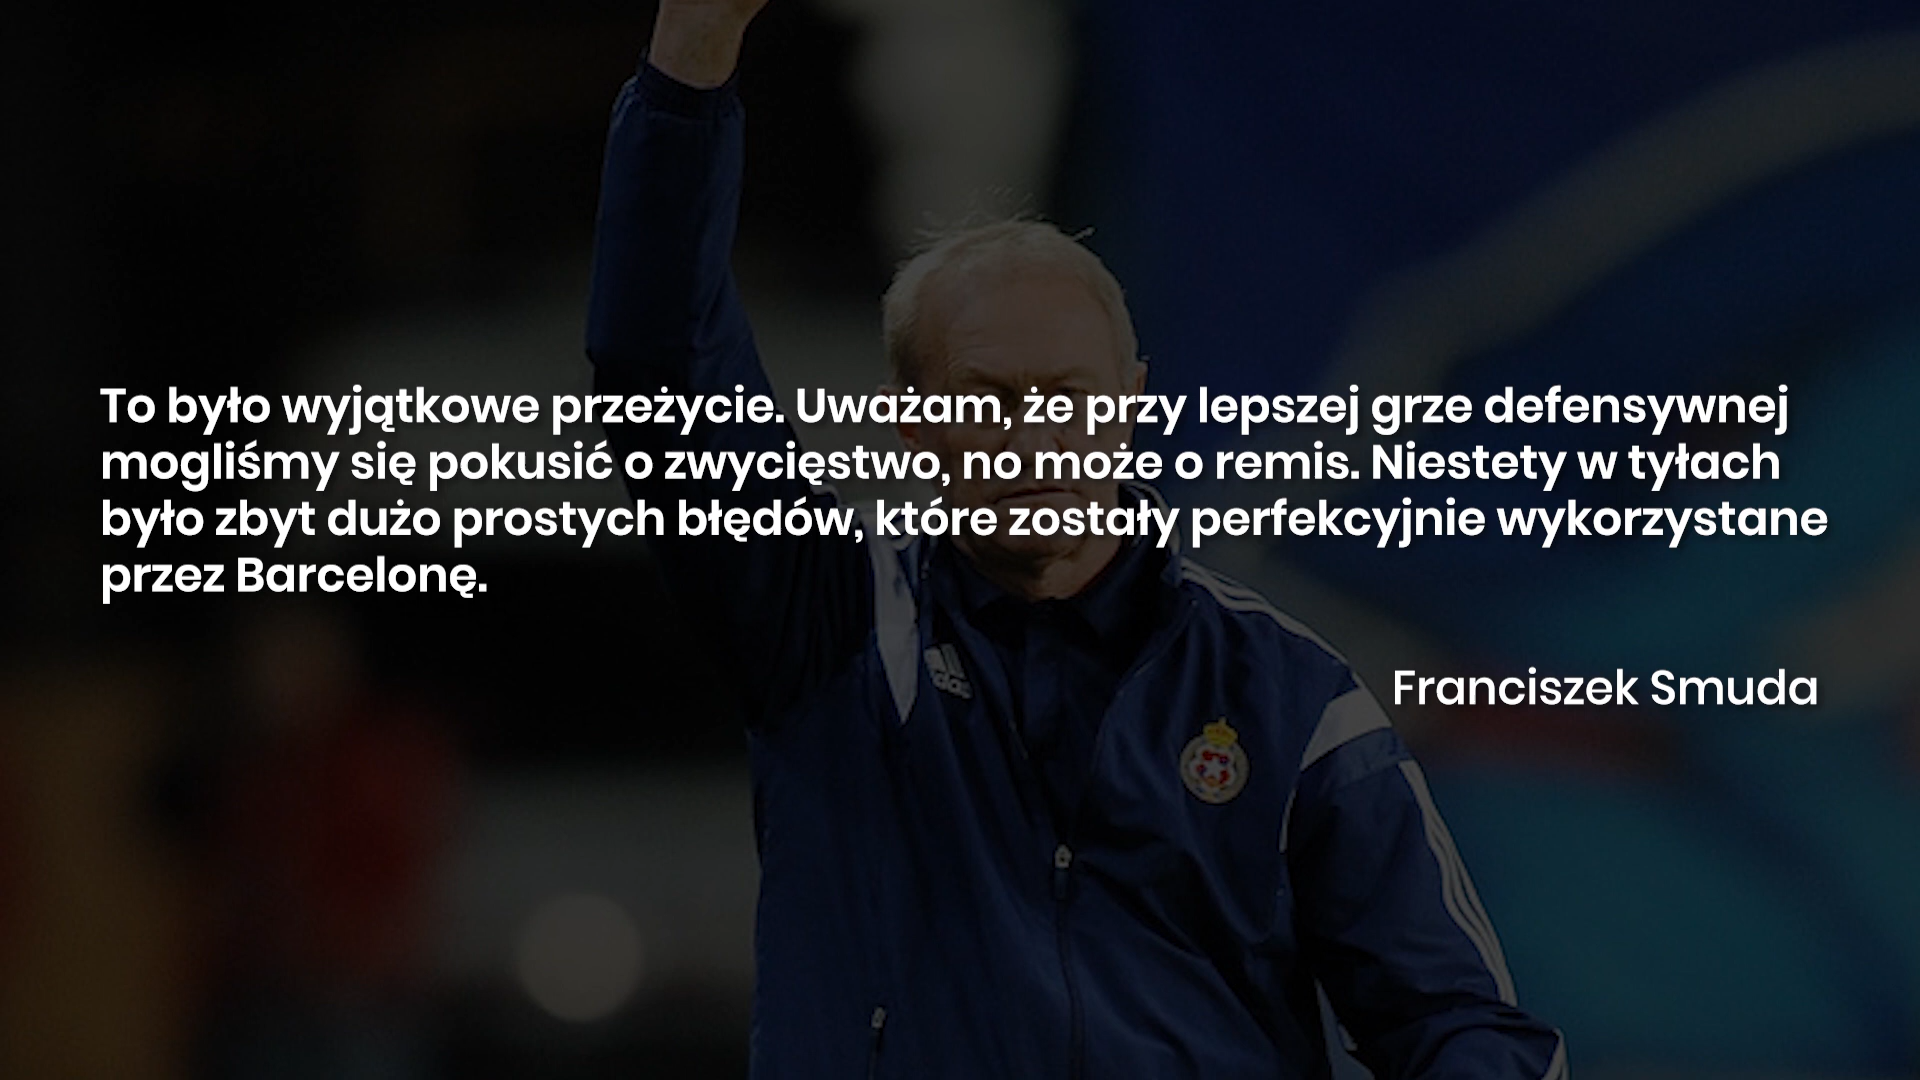 To było wyjątkowe przeżycie. Uważam, że przy lepszej grze defensywnej
mogliśmy się pokusić o zwycięstwo, no może o remis. Niestety w tyłach
było zbyt dużo prostych błędów, które zostały perfekcyjnie wykorzystane
przez Barcelonę.
Franciszek Smuda
adidas